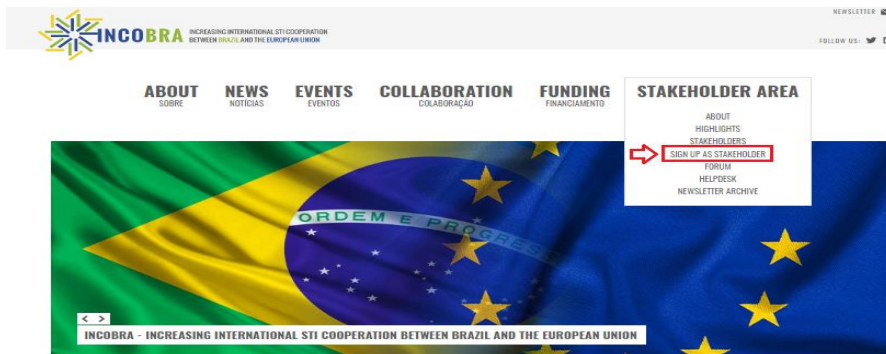 NEWSLETTER
INCOBRA INCREASING INTERNATIONAL STI COOPERATION
BETWEEN BRAZIL AND THE EUROPEAN UNION
FOLLOW US:
ABOUT NEWS EVENTS COLLABORATION FUNDING STAKEHOLDER AREA
SOBRE NOTÍCIAS EVENTOS COLABORAÇÃO FINANCIAMENTO
ABOUT
HIGHLIGHTS
STAKEHOLDERS
SIGN UP AS STAKEHOLDER
FORUM
HELPDESK
NEWSLETTER ARCHIVE
ORDEM E PROGRESS
< >
INCOBRA - INCREASING INTERNATIONAL STI COOPERATION BETWEEN BRAZIL AND THE EUROPEAN UNION